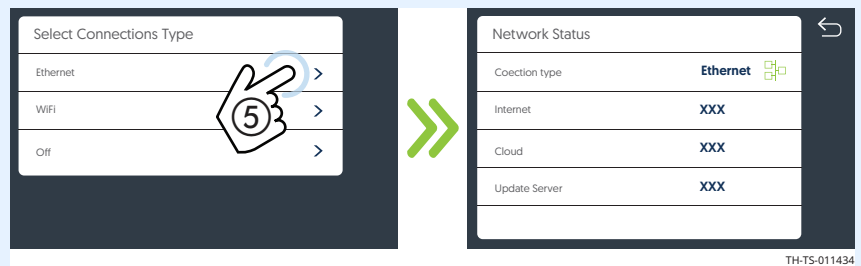 Select Connections Type
Ethernet
WiFi
Off
5
Network Status
Coection type Ethernet
Internet XXX
Cloud XXX
Update Server XXX
TH-TS-011434